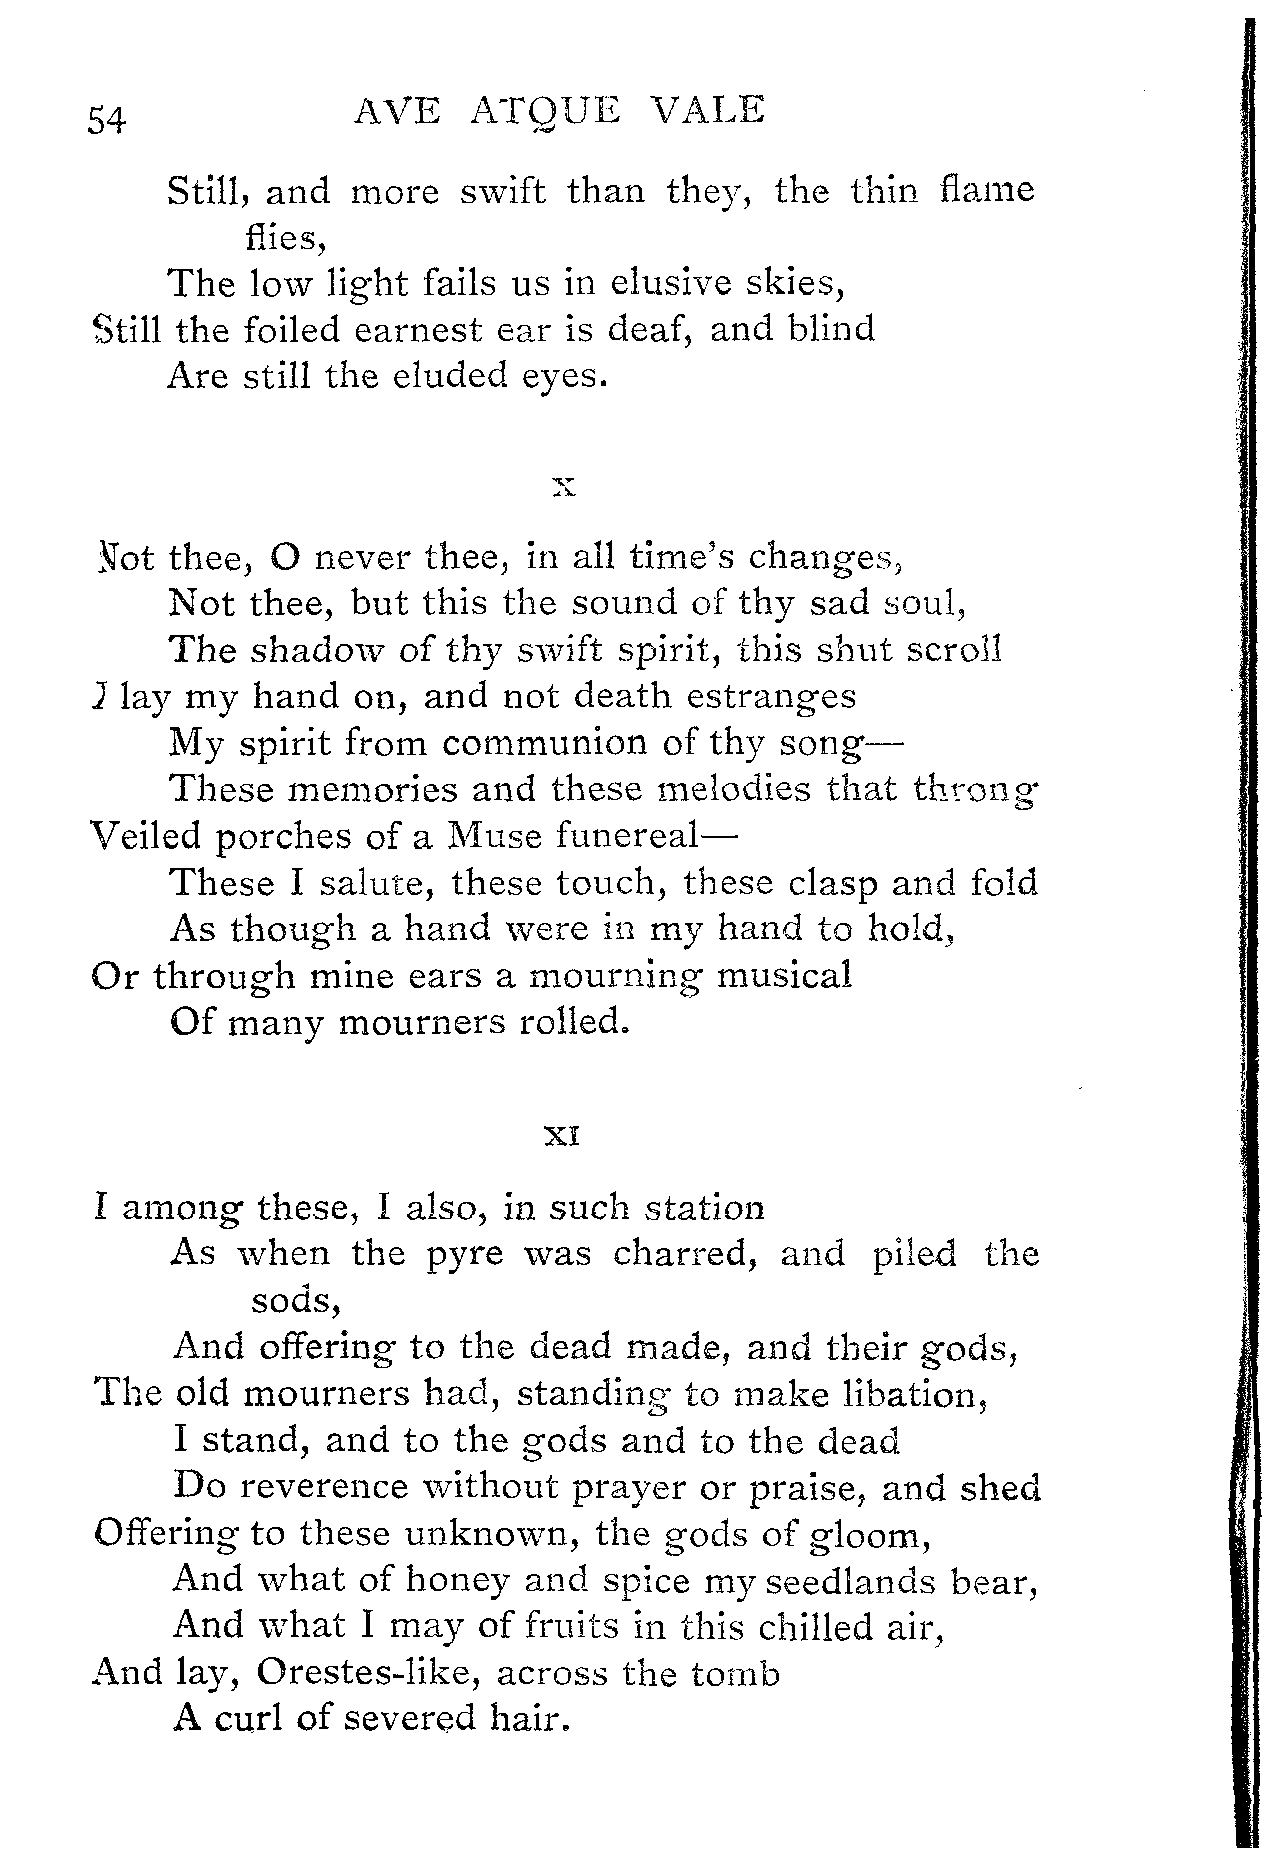 54 AVE ATQUE VALE
Still, and more swift than they, the thin flame
flies,
The low light fails us in elusive skies,
Still the foiled earnest ear is deaf, and blind
Are still the eluded eyes.
X
Not thee, O never thee, in all time's changes,
Not thee, but this the sound of thy sad soul,
The shadow of thy swift spirit, this shut scroll
I lay my hand on, and not death estranges
My spirit from communion of thy song—
These memories and these melodies that throng
Veiled porches of a Muse funereal—
These I salute, these touch, these clasp and fold
As though a hand were in my hand to hold,
Or through mine ears a mourning musical
Of many mourners rolled.
XI
I among these, I also, in such station
As when the pyre was charred, and piled the
sods,
And offering to the dead made, and their gods,
The old mourners had, standing to make libation,
I stand, and to the gods and to the dead
Do reverence without prayer or praise, and shed
Offering to these unknown, the gods of gloom,
And what of honey and spice my seedlands bear,
And what I may of fruits in this chilled air,
And lay, Orestes-like, across the tomb
A curl of severed hair.